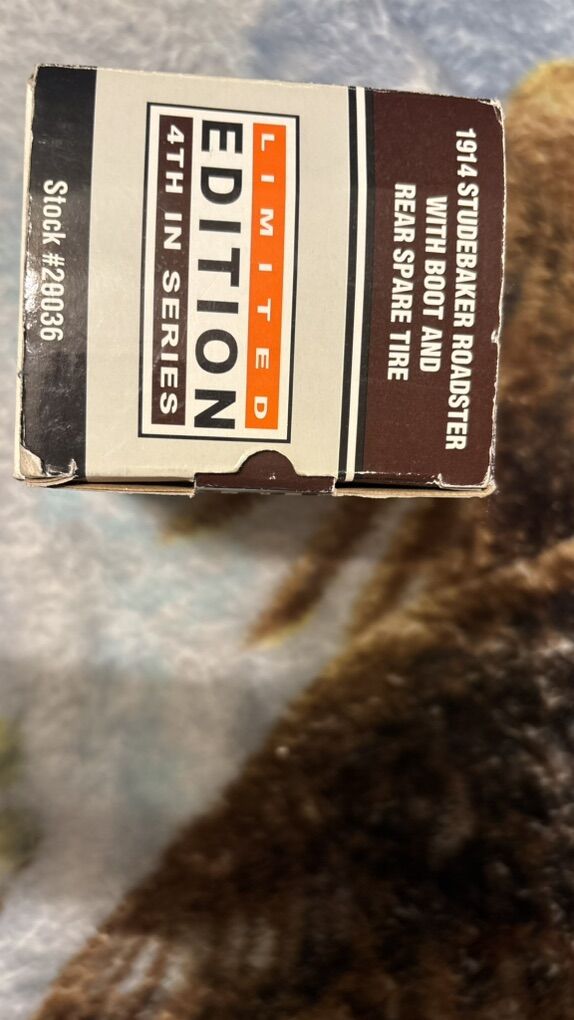 1914 STUDEBAKER ROADSTER
WITH BOOT AND
REAR SPARE TIRE
LIMITED
EDITION
4TH IN SERIES
Stock #20036